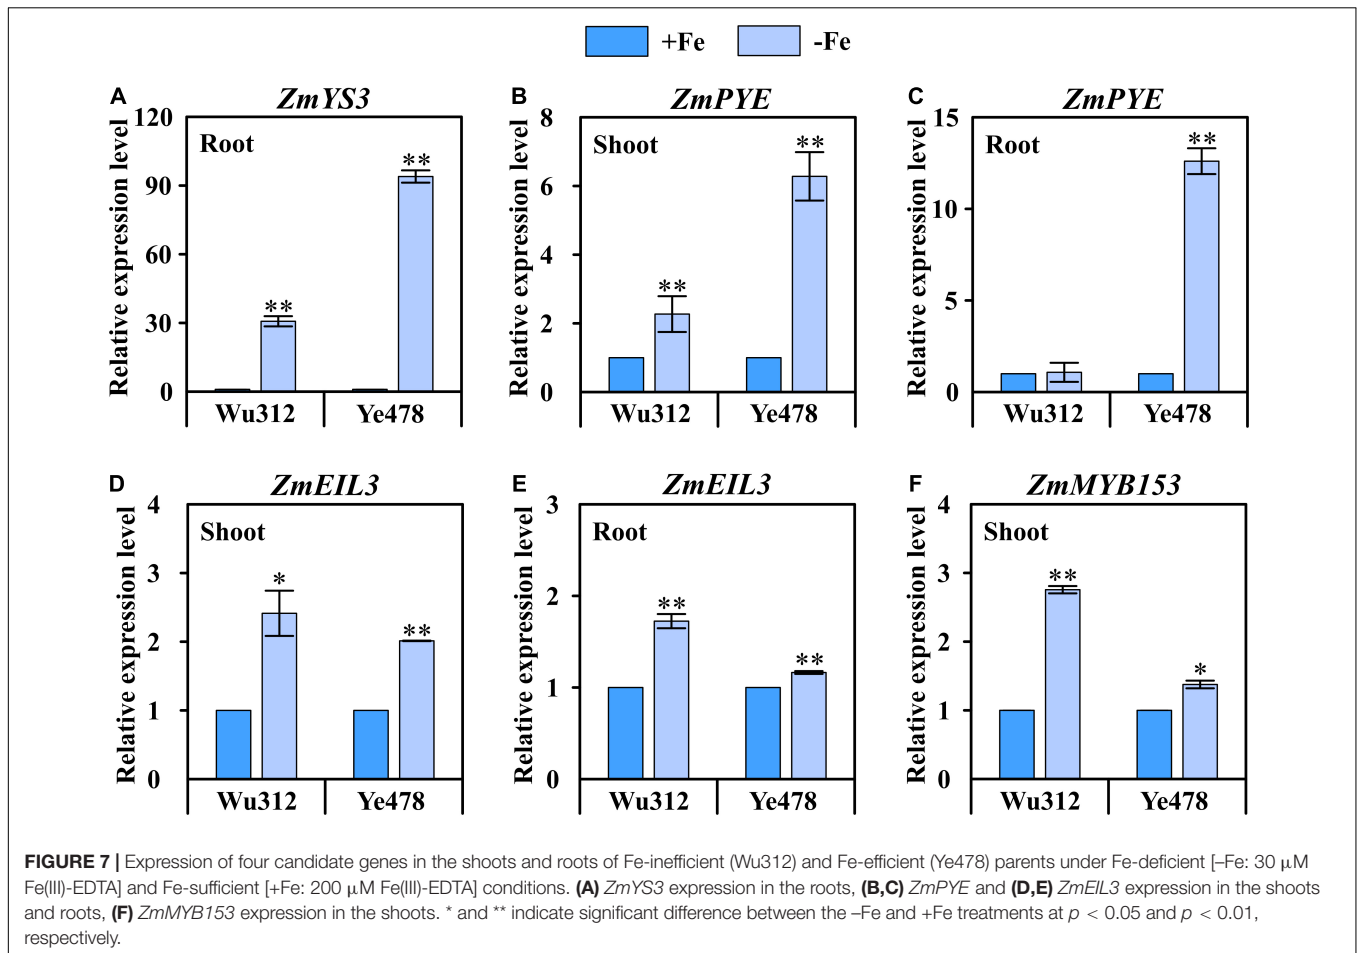 +Fe -Fe
A ZmYS3
Relative expression level
120
90
60
30
0
Root
**
**
Wu312 Ye478
B ZmPYE
Relative expression level
8
6
4
2
0
Shoot
**
**
Wu312 Ye478
C ZmPYE
Relative expression level
15
10
5
0
Root
**
Wu312 Ye478
D ZmEIL3
Relative expression level
4
3
2
1
0
Shoot
*
**
Wu312 Ye478
E ZmEIL3
Relative expression level
3
2
1
0
Root
**
**
Wu312 Ye478
F ZmMYB153
Relative expression level
4
3
2
1
0
Shoot
**
*
Wu312 Ye478
FIGURE 7 | Expression of four candidate genes in the shoots and roots of Fe-inefficient (Wu312) and Fe-efficient (Ye478) parents under Fe-deficient [–Fe: 30 μM
Fe(III)-EDTA] and Fe-sufficient [+Fe: 200 μM Fe(III)-EDTA] conditions. (A) ZmYS3 expression in the roots, (B,C) ZmPYE and (D,E) ZmEIL3 expression in the shoots
and roots, (F) ZmMYB153 expression in the shoots. * and ** indicate significant difference between the –Fe and +Fe treatments at p < 0.05 and p < 0.01,
respectively.